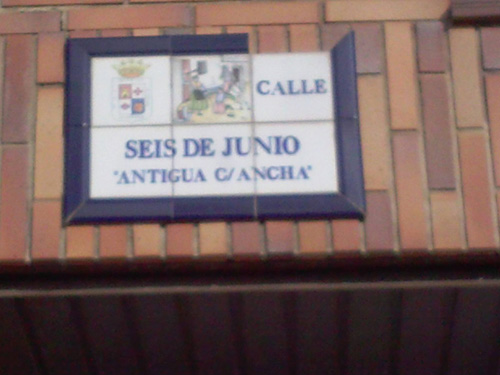 CALLE
SEIS DE JUNIO
"ANTIGUA C/ ANCHA"